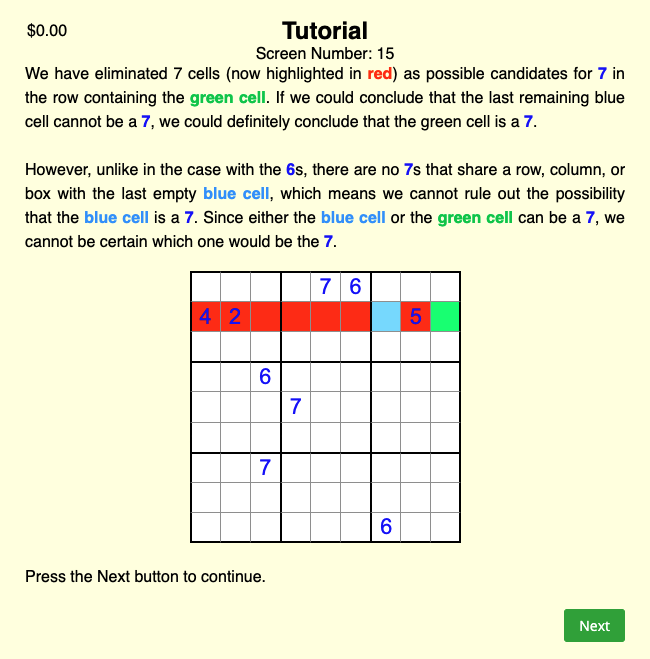 $0.00
Tutorial
Screen Number: 15
We have eliminated 7 cells (now highlighted in red) as possible candidates for 7 in
the row containing the green cell. If we could conclude that the last remaining blue
cell cannot be a 7, we could definitely conclude that the green cell is a 7.
However, unlike in the case with the 6s, there are no 7s that share a row, column, or
box with the last empty blue cell, which means we cannot rule out the possibility
that the blue cell is a 7. Since either the blue cell or the green cell can be a 7, we
cannot be certain which one would be the 7.
7 6
4 2 5
6
7
7
6
Press the Next button to continue.
Next